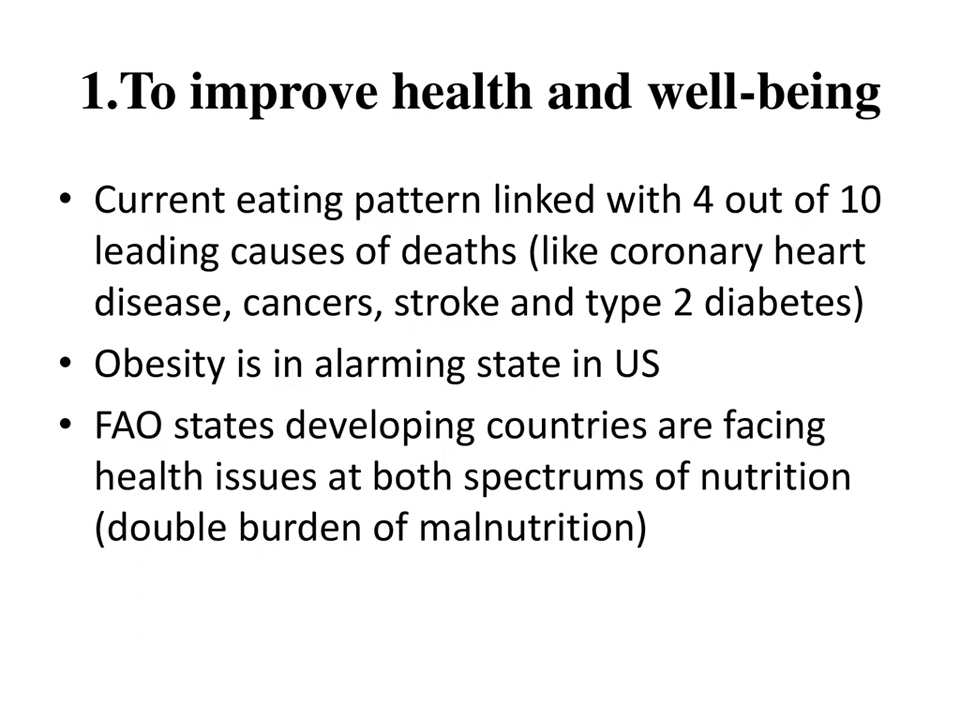 1.To improve health and well-being
• Current eating pattern linked with 4 out of 10
leading causes of deaths (like coronary heart
disease, cancers, stroke and type 2 diabetes)
• Obesity is in alarming state in US
• FAO states developing countries are facing
health issues at both spectrums of nutrition
(double burden of malnutrition)